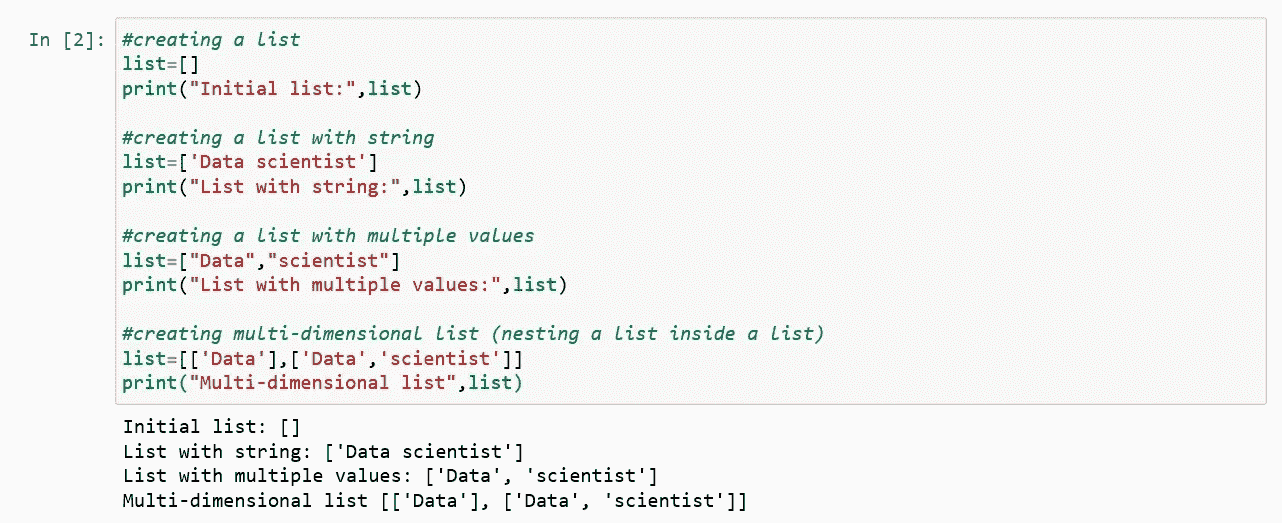 In [2]: #creating a list
list=[]
print("Initial list:",list)
#creating a list with string
list=['Data scientist']
print("List with string:",list)
#creating a list with multiple values
list=["Data","scientist"]
print("List with multiple values:",list)
#creating multi-dimensional list (nesting a list inside a list)
list=[['Data'],['Data','scientist']]
print("Multi-dimensional list",list)
Initial list: []
List with string: ['Data scientist']
List with multiple values: ['Data', 'scientist']
Multi-dimensional list [['Data'], ['Data', 'scientist']]